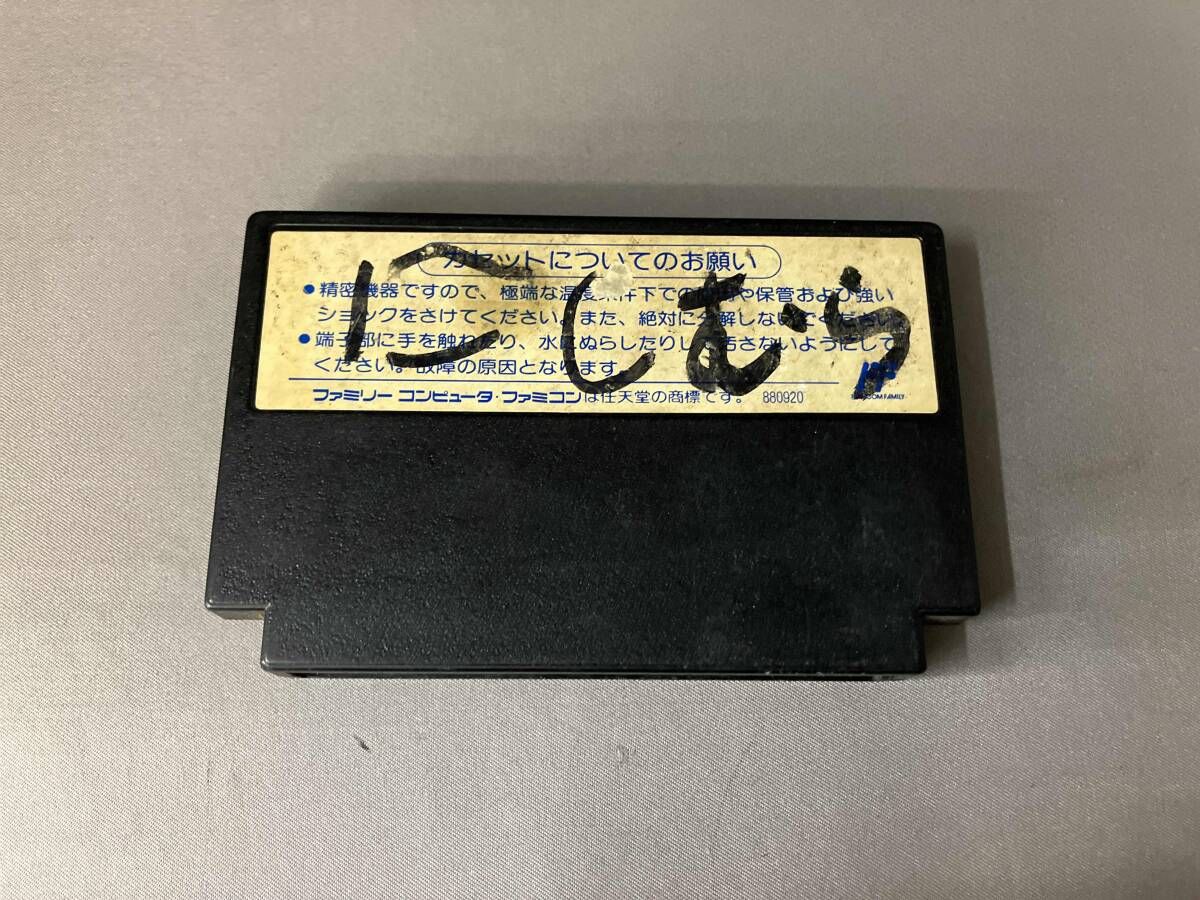 カセットについてのお願い
にしむら
●精密機器ですので、極端な温度条件下での使用や保管および強い
ショックをさけてください。また、絶対に分解しないでください。
●端子部に手を触れたり、水にぬらしたりして汚さないようにして
ください。故障の原因となります。
ファミリー コンピュータ・ファミコンは任天堂の商標です。 880920
FAMICOM FAMILY